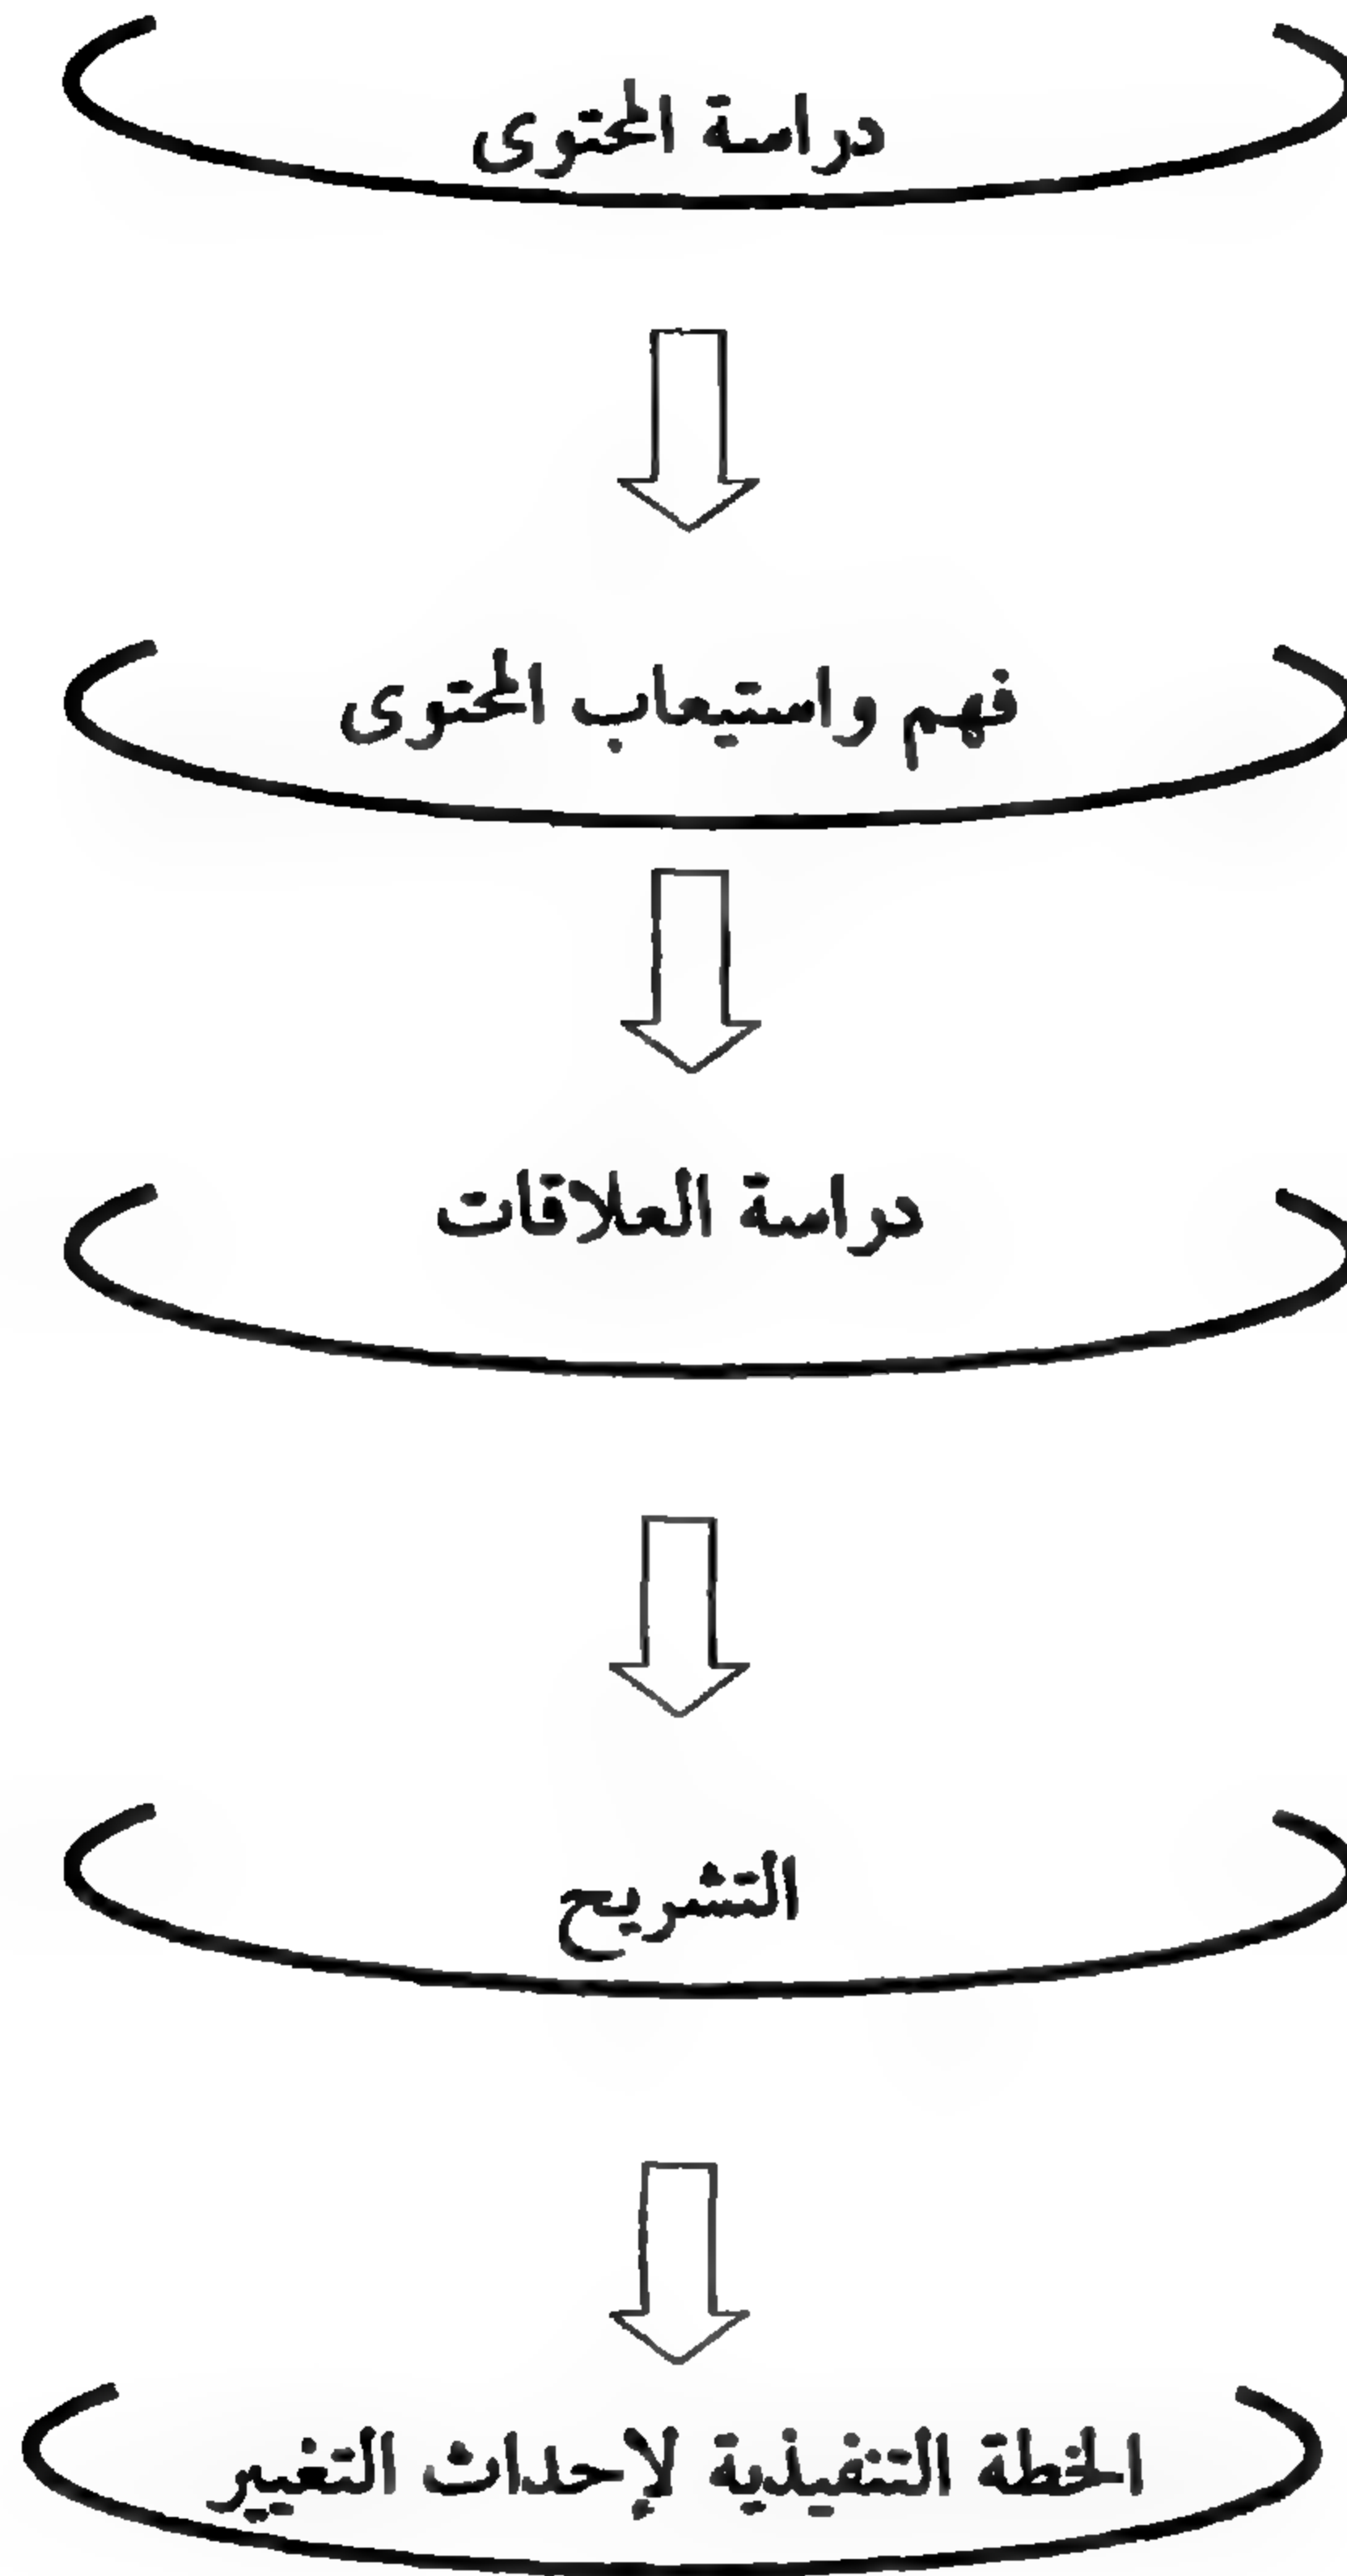 دراسة المحتوى
فهم واستيعاب المحتوى
دراسة العلاقات
التشريح
الخطة التنفيذية لإحداث التغيير